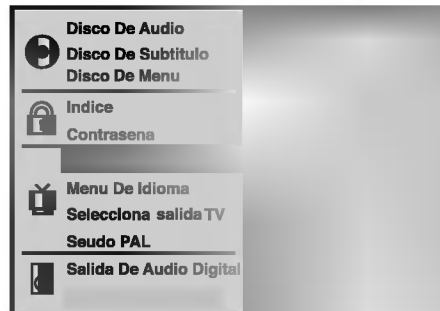 Disco De Audio
Disco De Subtitulo
Disco De Menu
Indice
Contrasena
Menu De Idioma
Selecciona salida TV
Seudo PAL
Salida De Audio Digital